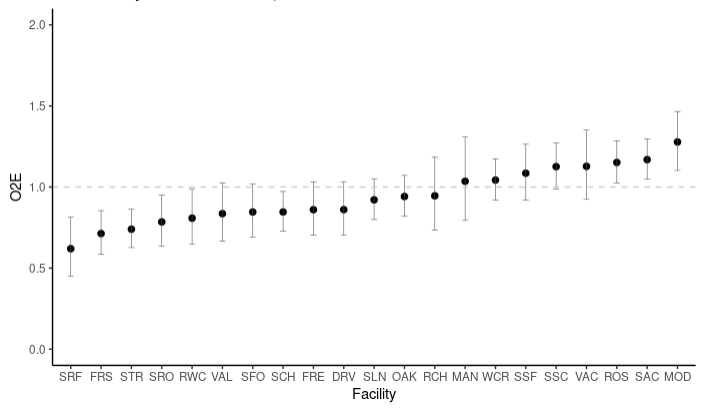 2.0
1.5
1.0
0.5
0.0
O2E
SRF FRS STR SRO RWC VAL SFO SCH FRE DRV SLN OAK RCH MAN WCR SSF SSC VAC ROS SAC MOD
Facility